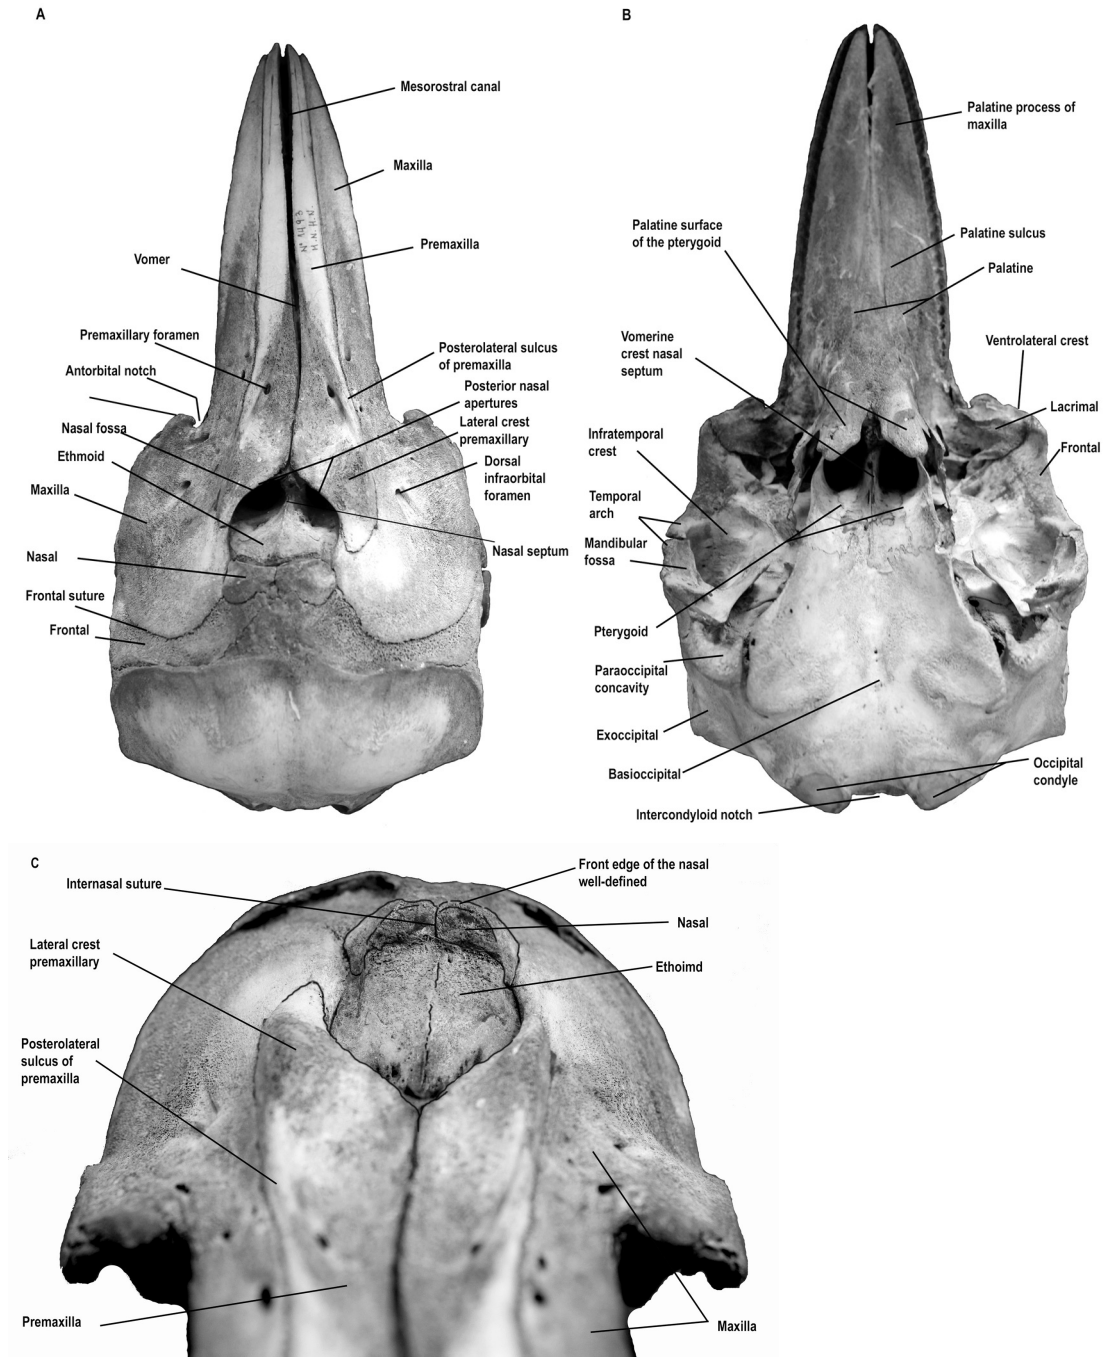 A
Mesorostral canal
Maxilla
Nº 1493
M.N.H.N.
Premaxilla
Vomer
Premaxillary foramen
Posterolateral sulcus
of premaxilla
Antorbital notch
Posterior nasal
apertures
Nasal fossa
Lateral crest
premaxillary
Ethmoid
Dorsal
infraorbital
foramen
Maxilla
Nasal septum
Nasal
Frontal suture
Frontal
B
Palatine process of
maxilla
Palatine surface
of the pterygoid
Palatine sulcus
Palatine
Vomerine
crest nasal
septum
Ventrolateral crest
Lacrimal
Infratemporal
crest
Frontal
Temporal
arch
Mandibular
fossa
Pterygoid
Paraoccipital
concavity
Exoccipital
Basioccipital
Occipital
condyle
Intercondyloid notch
C
Front edge of the nasal
well-defined
Internasal suture
Nasal
Lateral crest
premaxillary
Ethoimd
Posterolateral
sulcus of
premaxilla
Premaxilla
Maxilla